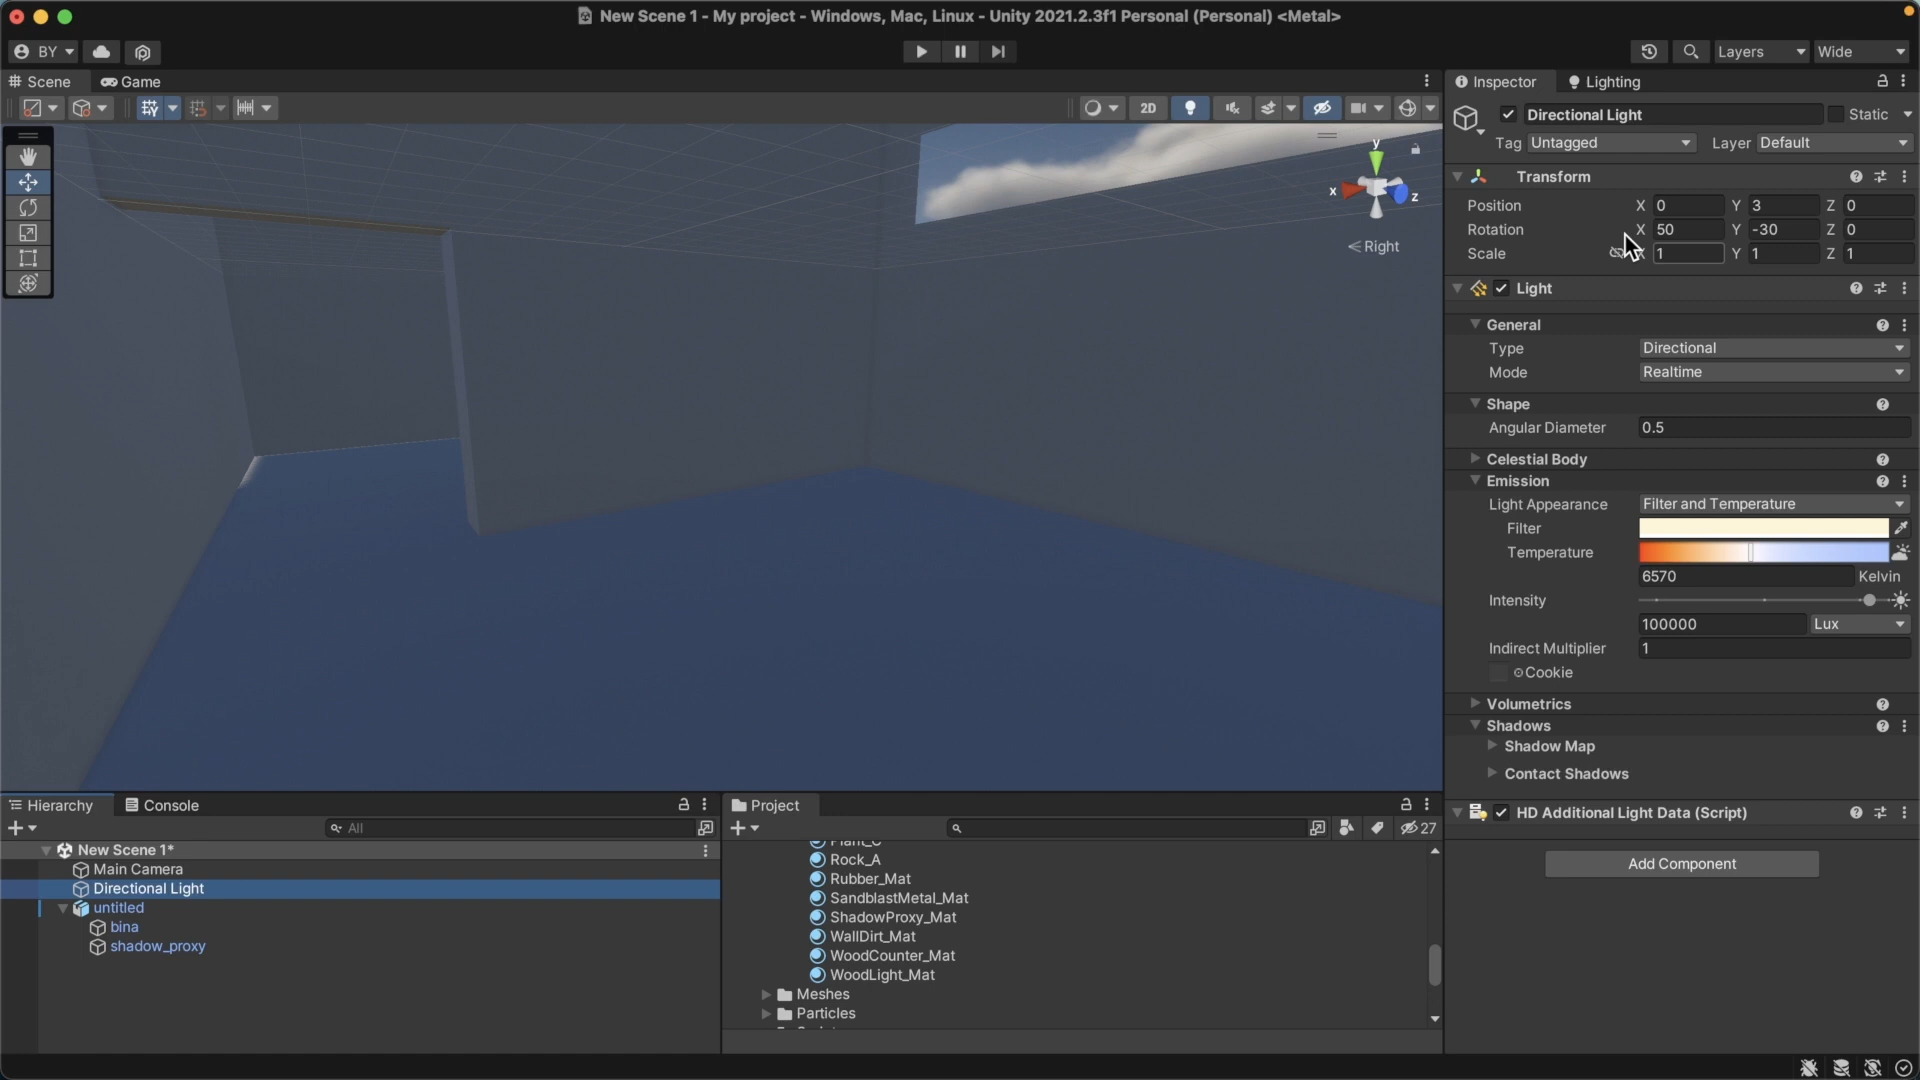 New Scene 1 - My project - Windows, Mac, Linux - Unity 2021.2.3f1 Personal (Personal) <Metal>
BY
Layers
Wide
Scene
Game
Inspector
Lighting
2D
Directional Light
Static
Tag Untagged
Layer Default
y
x
z
Right
Transform
Position X 0 Y 3 Z 0
Rotation X 50 Y -30 Z 0
Scale X 1 Y 1 Z 1
Light
General
Type Directional
Mode Realtime
Shape
Angular Diameter 0.5
Celestial Body
Emission
Light Appearance Filter and Temperature
Filter
Temperature
6570 Kelvin
Intensity
100000 Lux
Indirect Multiplier 1
Cookie
Volumetrics
Shadows
Shadow Map
Contact Shadows
HD Additional Light Data (Script)
Add Component
Hierarchy
Console
All
New Scene 1*
Main Camera
Directional Light
untitled
bina
shadow_proxy
Project
27
Plant_C
Rock_A
Rubber_Mat
SandblastMetal_Mat
ShadowProxy_Mat
WallDirt_Mat
WoodCounter_Mat
WoodLight_Mat
Meshes
Particles